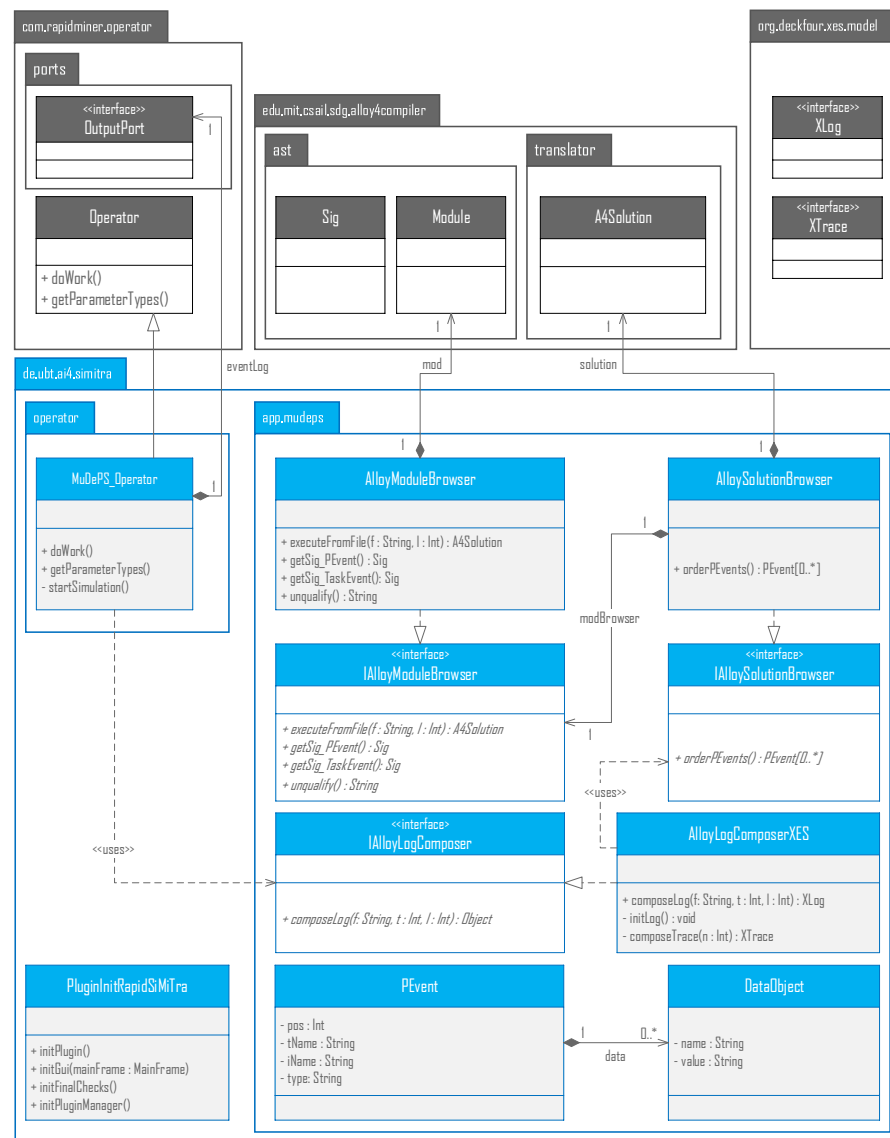 com.rapidminer.operator
ports
<<interface>>
OutputPort
1
Operator
+ doWork()
+ getParameterTypes()
edu.mit.csail.sdg.alloy4compiler
ast
Sig
Module
1
translator
A4Solution
1
org.deckfour.xes.model
<<interface>>
XLog
<<interface>>
XTrace
eventLog
mod
solution
de.ubt.ai4.simitra
operator
MuDePS_Operator
1
+ doWork()
+ getParameterTypes()
- startSimulation()
app.mudeps
1
AlloyModuleBrowser
+ executeFromFile(f : String, l : Int) : A4Solution
+ getSig_PEvent() : Sig
+ getSig_TaskEvent(): Sig
+ unqualify() : String
1
AlloySolutionBrowser
1
+ orderPEvents() : PEvent[0..*]
modBrowser
<<interface>
IAlloyModuleBrowser
+ executeFromFile(f : String, l : Int) : A4Solution
+ getSig_PEvent() : Sig
+ getSig_TaskEvent(): Sig
+ unqualify() : String
1
<<interface>
IAlloySolutionBrowser
+ orderPEvents() : PEvent[0..*]
<<uses>>
<<uses>>
<<interface>
IAlloyLogComposer
+ composeLog(f: String, t : Int, l : Int) : Object
AlloyLogComposerXES
+ composeLog(f: String, t : Int, l : Int) : XLog
- initLog() : void
- composeTrace(n : Int) : XTrace
PluginInitRapidSiMiTra
+ initPlugin()
+ initGui(mainFrame : MainFrame)
+ initFinalChecks()
+ initPluginManager()
PEvent
- pos : Int
- tName : String
- iName : String
- type: String
1
0..*
data
DataObject
- name : String
- value : String